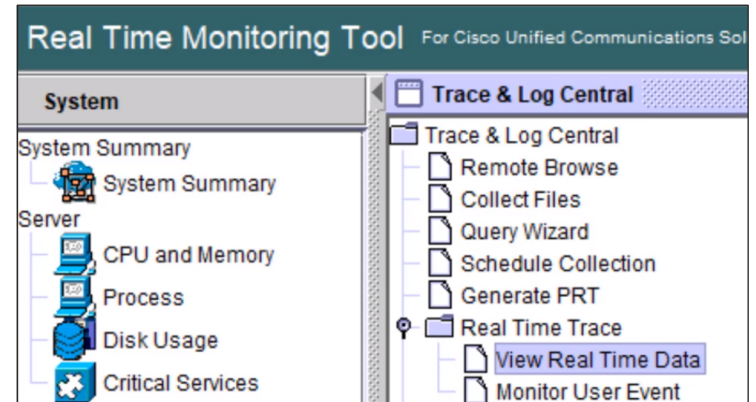 Real Time Monitoring Tool For Cisco Unified Communications Sol
System
System Summary
System Summary
Server
CPU and Memory
Process
Disk Usage
Critical Services
Trace & Log Central
Trace & Log Central
Remote Browse
Collect Files
Query Wizard
Schedule Collection
Generate PRT
Real Time Trace
View Real Time Data
Monitor User Event